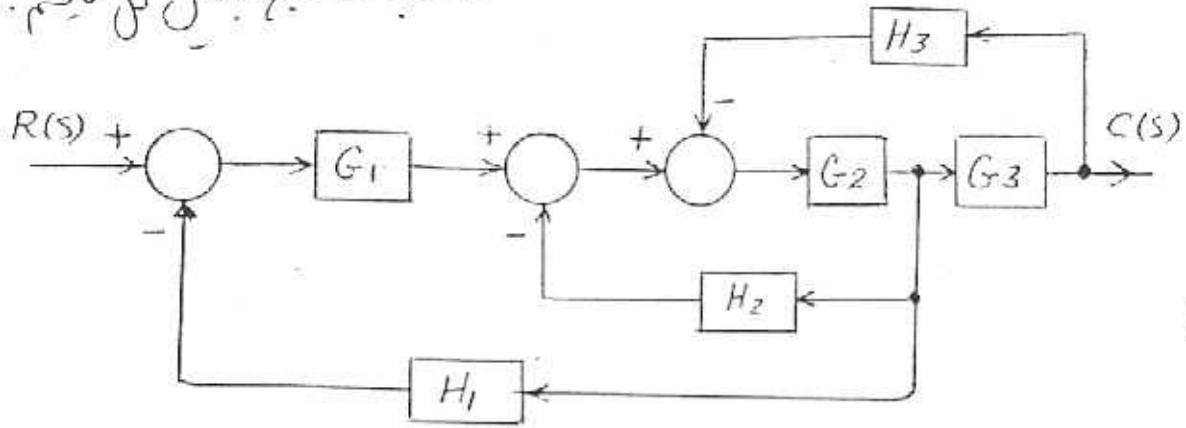 H3
R(S) + + + - C(S)
G1 G2 G3
- -
H2
H1